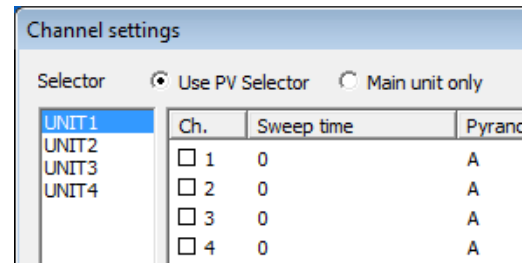 Channel settings
Selector Use PV Selector Main unit only
UNIT1
UNIT2
UNIT3
UNIT4
Ch. Sweep time
1 0 A
2 0 A
3 0 A
4 0 A